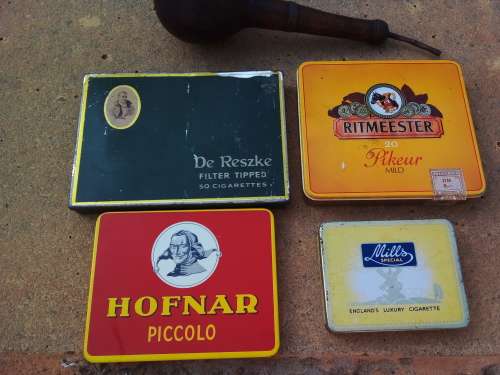 De Reszke
FILTER TIPPED
50 CIGARETTES
RITMEESTER
20
Pikeur
MILD
HOFNAR
PICCOLO
Mills
SPECIAL
ENGLAND'S LUXURY CIGARETTE